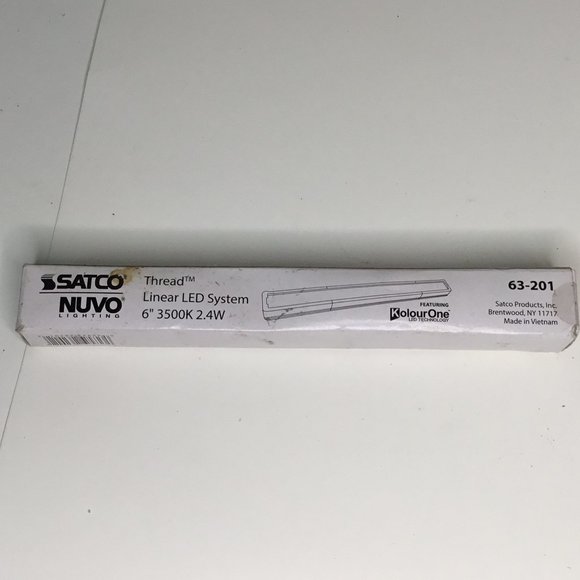 SATCO
NUVO
LIGHTING
Thread™
Linear LED System
6" 3500K 2.4W
FEATURING
KolourOne™
LED TECHNOLOGY
63-201
Satco Products, Inc.
Brentwood, NY 11717
Made in Vietnam